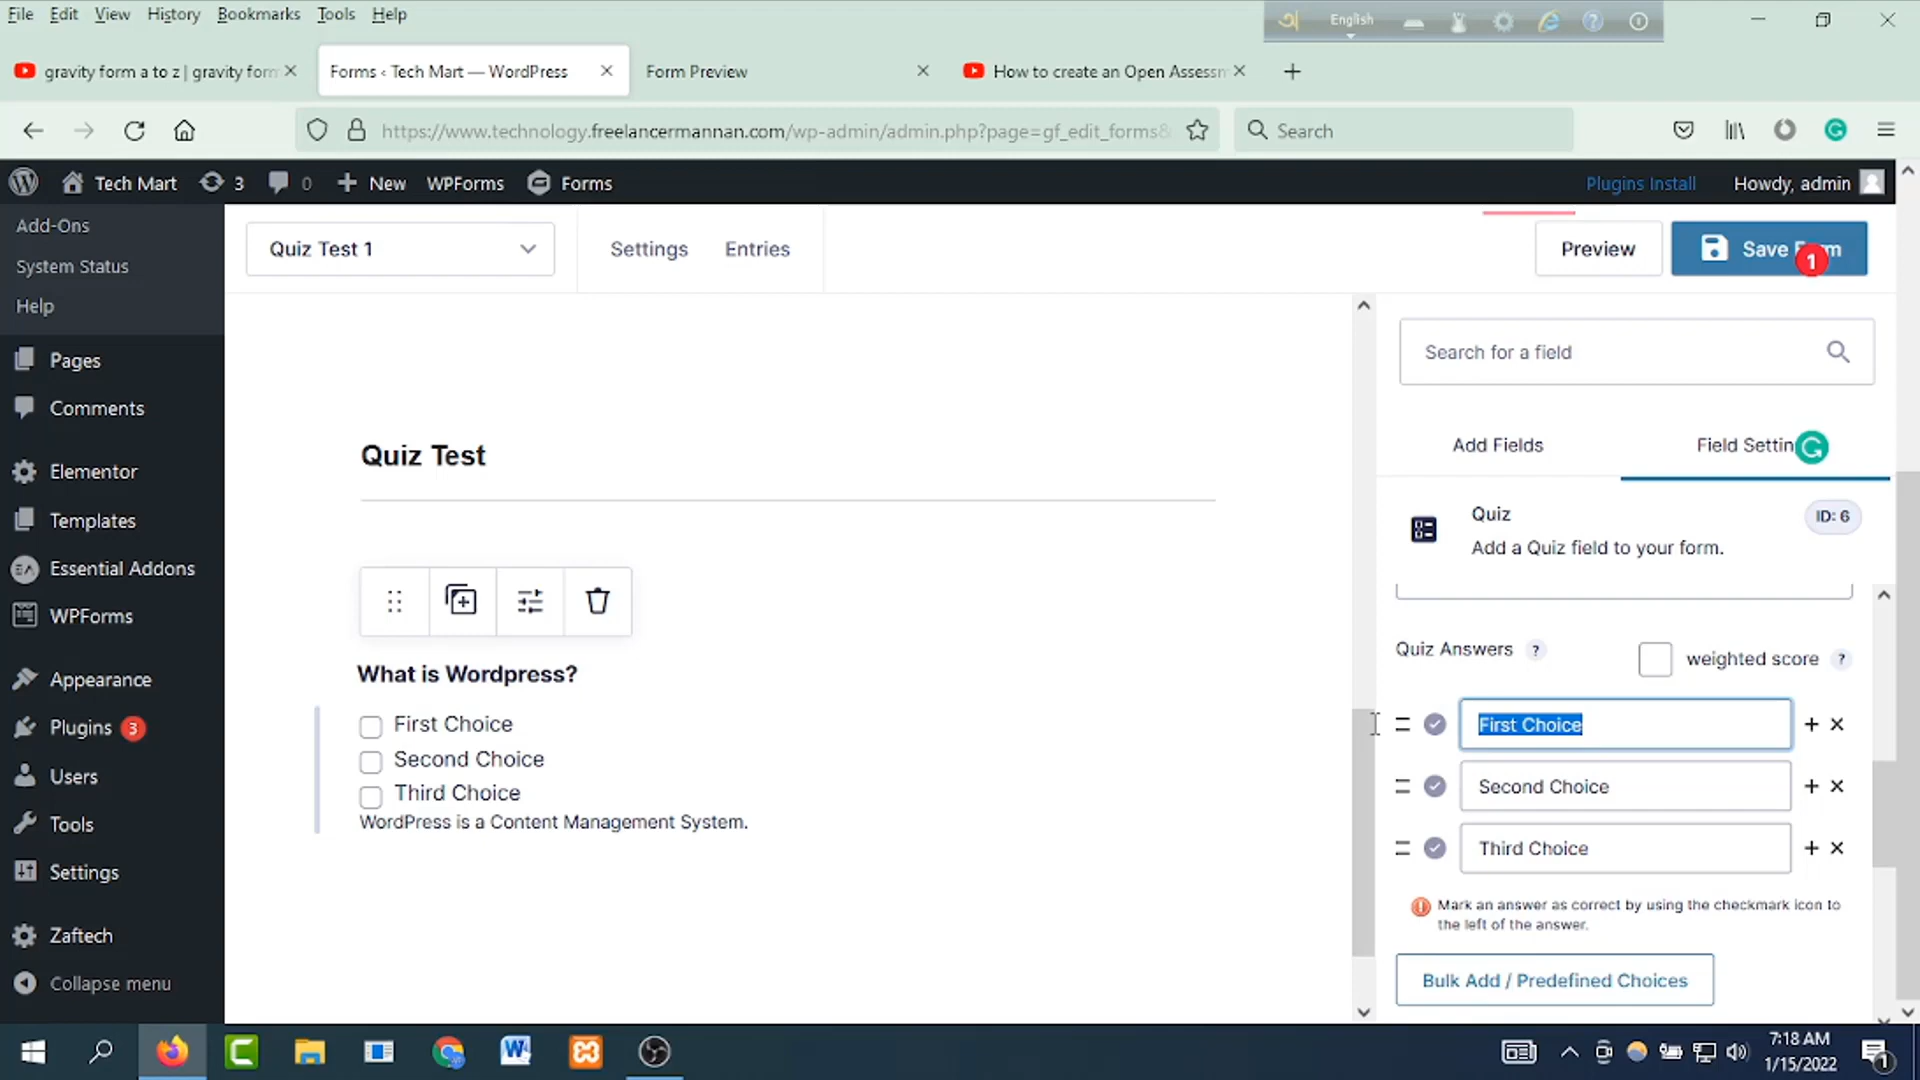 File Edit View History Bookmarks Tools Help
English
gravity form a to z | gravity form
Forms ‹ Tech Mart — WordPress
Form Preview
How to create an Open Assessm
https://www.technology.freelancermannan.com/wp-admin/admin.php?page=gf_edit_forms&
Search
Tech Mart 3 0 New WPForms Forms Plugins Install Howdy, admin
Add-Ons
System Status
Help
Pages
Comments
Elementor
Templates
EA Essential Addons
WPForms
Appearance
Plugins 3
Users
Tools
Settings
Zaftech
Collapse menu
Quiz Test 1 Settings Entries Preview Save Form 1
Quiz Test
What is Wordpress?
First Choice
Second Choice
Third Choice
WordPress is a Content Management System.
Search for a field
Add Fields Field Settin
Quiz ID: 6
Add a Quiz field to your form.
Quiz Answers ? weighted score ?
First Choice
Second Choice
Third Choice
Mark an answer as correct by using the checkmark icon to
the left of the answer.
Bulk Add / Predefined Choices
7:18 AM
1/15/2022
1